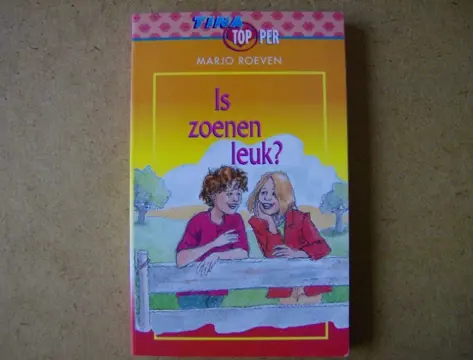 TINA
TOPPER
MARJO ROEVEN
Is
zoenen
leuk?